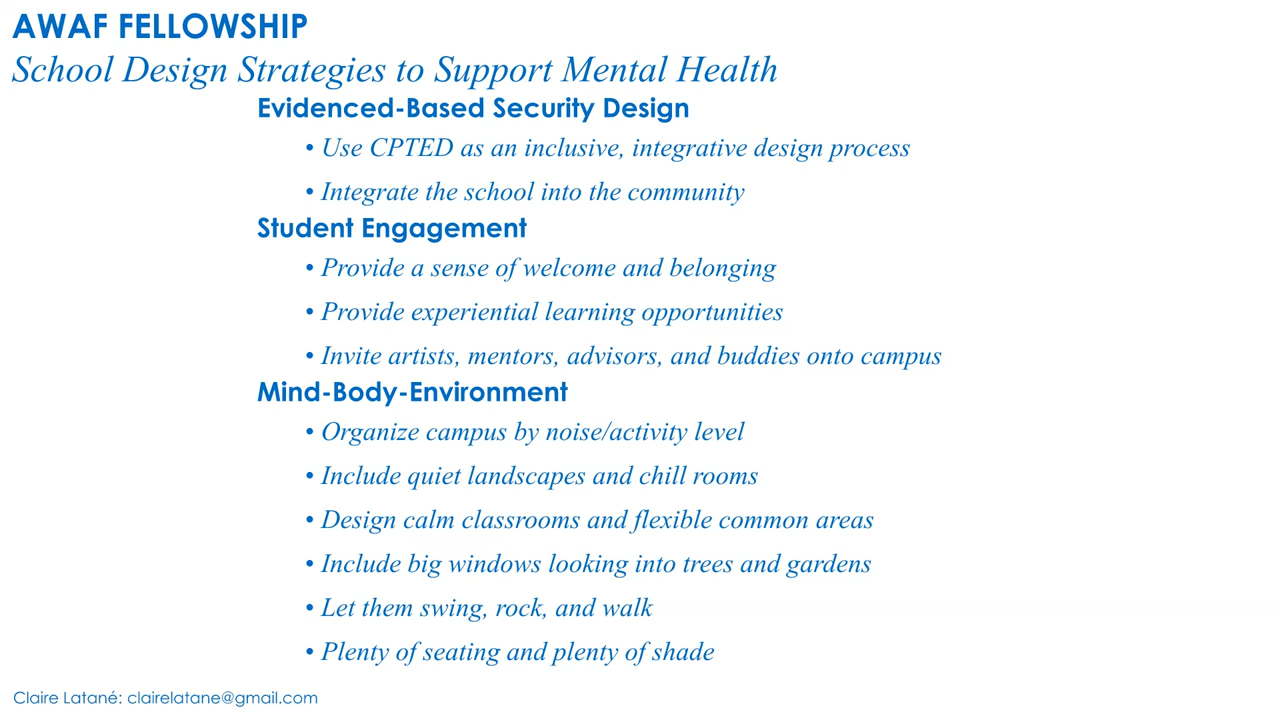 AWAF FELLOWSHIP
School Design Strategies to Support Mental Health
Evidenced-Based Security Design
• Use CPTED as an inclusive, integrative design process
• Integrate the school into the community
Student Engagement
• Provide a sense of welcome and belonging
• Provide experiential learning opportunities
• Invite artists, mentors, advisors, and buddies onto campus
Mind-Body-Environment
• Organize campus by noise/activity level
• Include quiet landscapes and chill rooms
• Design calm classrooms and flexible common areas
• Include big windows looking into trees and gardens
• Let them swing, rock, and walk
• Plenty of seating and plenty of shade
Claire Latané: clairelatane@gmail.com